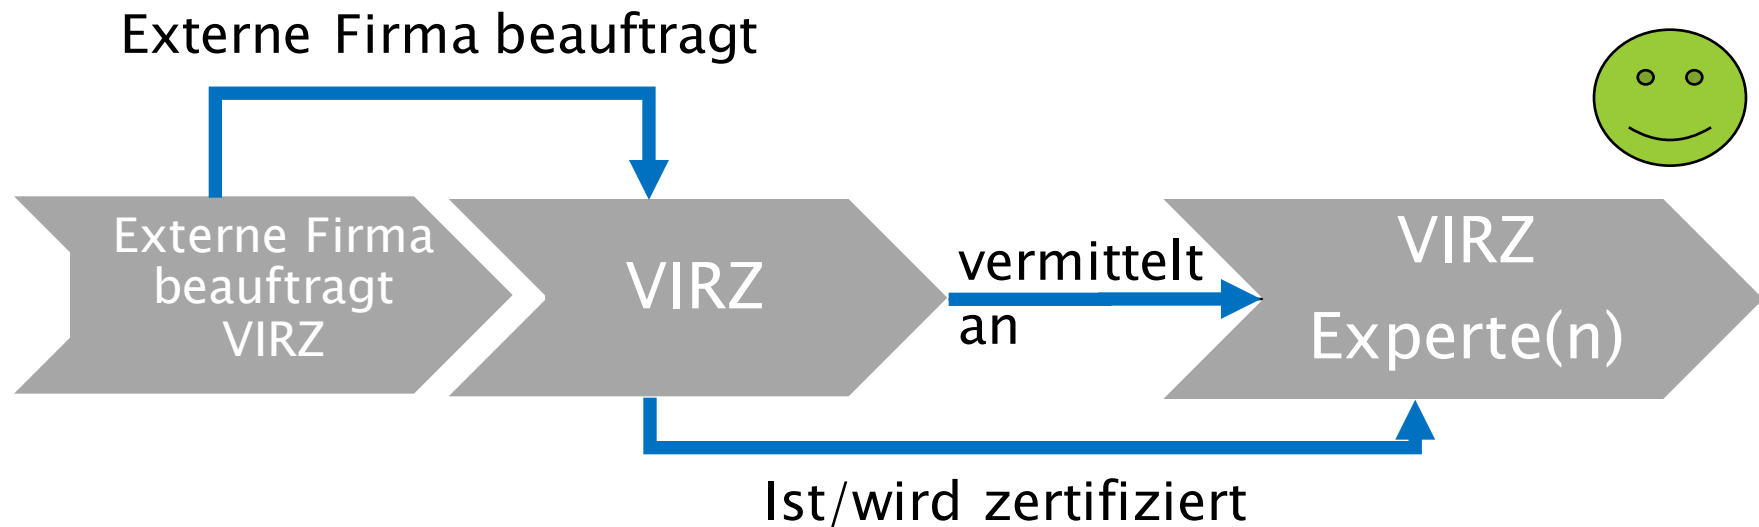 Externe Firma beauftragt
Externe Firma
beauftragt
VIRZ
VIRZ
vermittelt
an
VIRZ
Experte(n)
Ist/wird zertifiziert